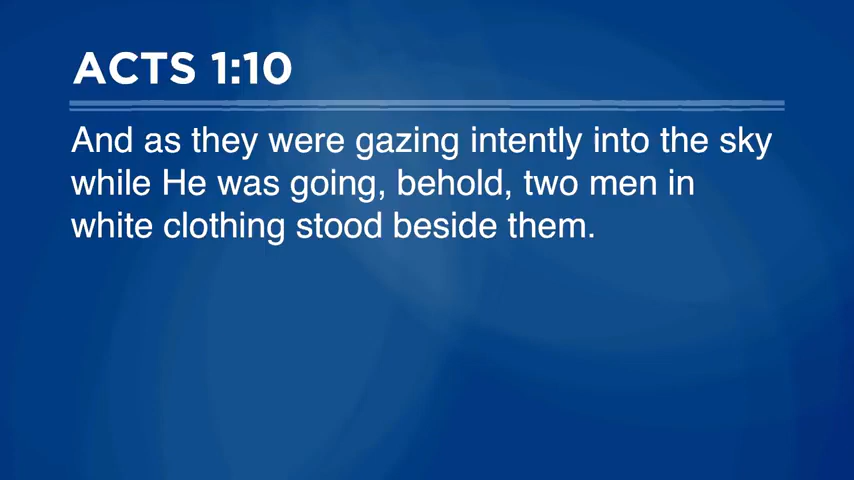 ACTS 1:10
And as they were gazing intently into the sky
while He was going, behold, two men in
white clothing stood beside them.